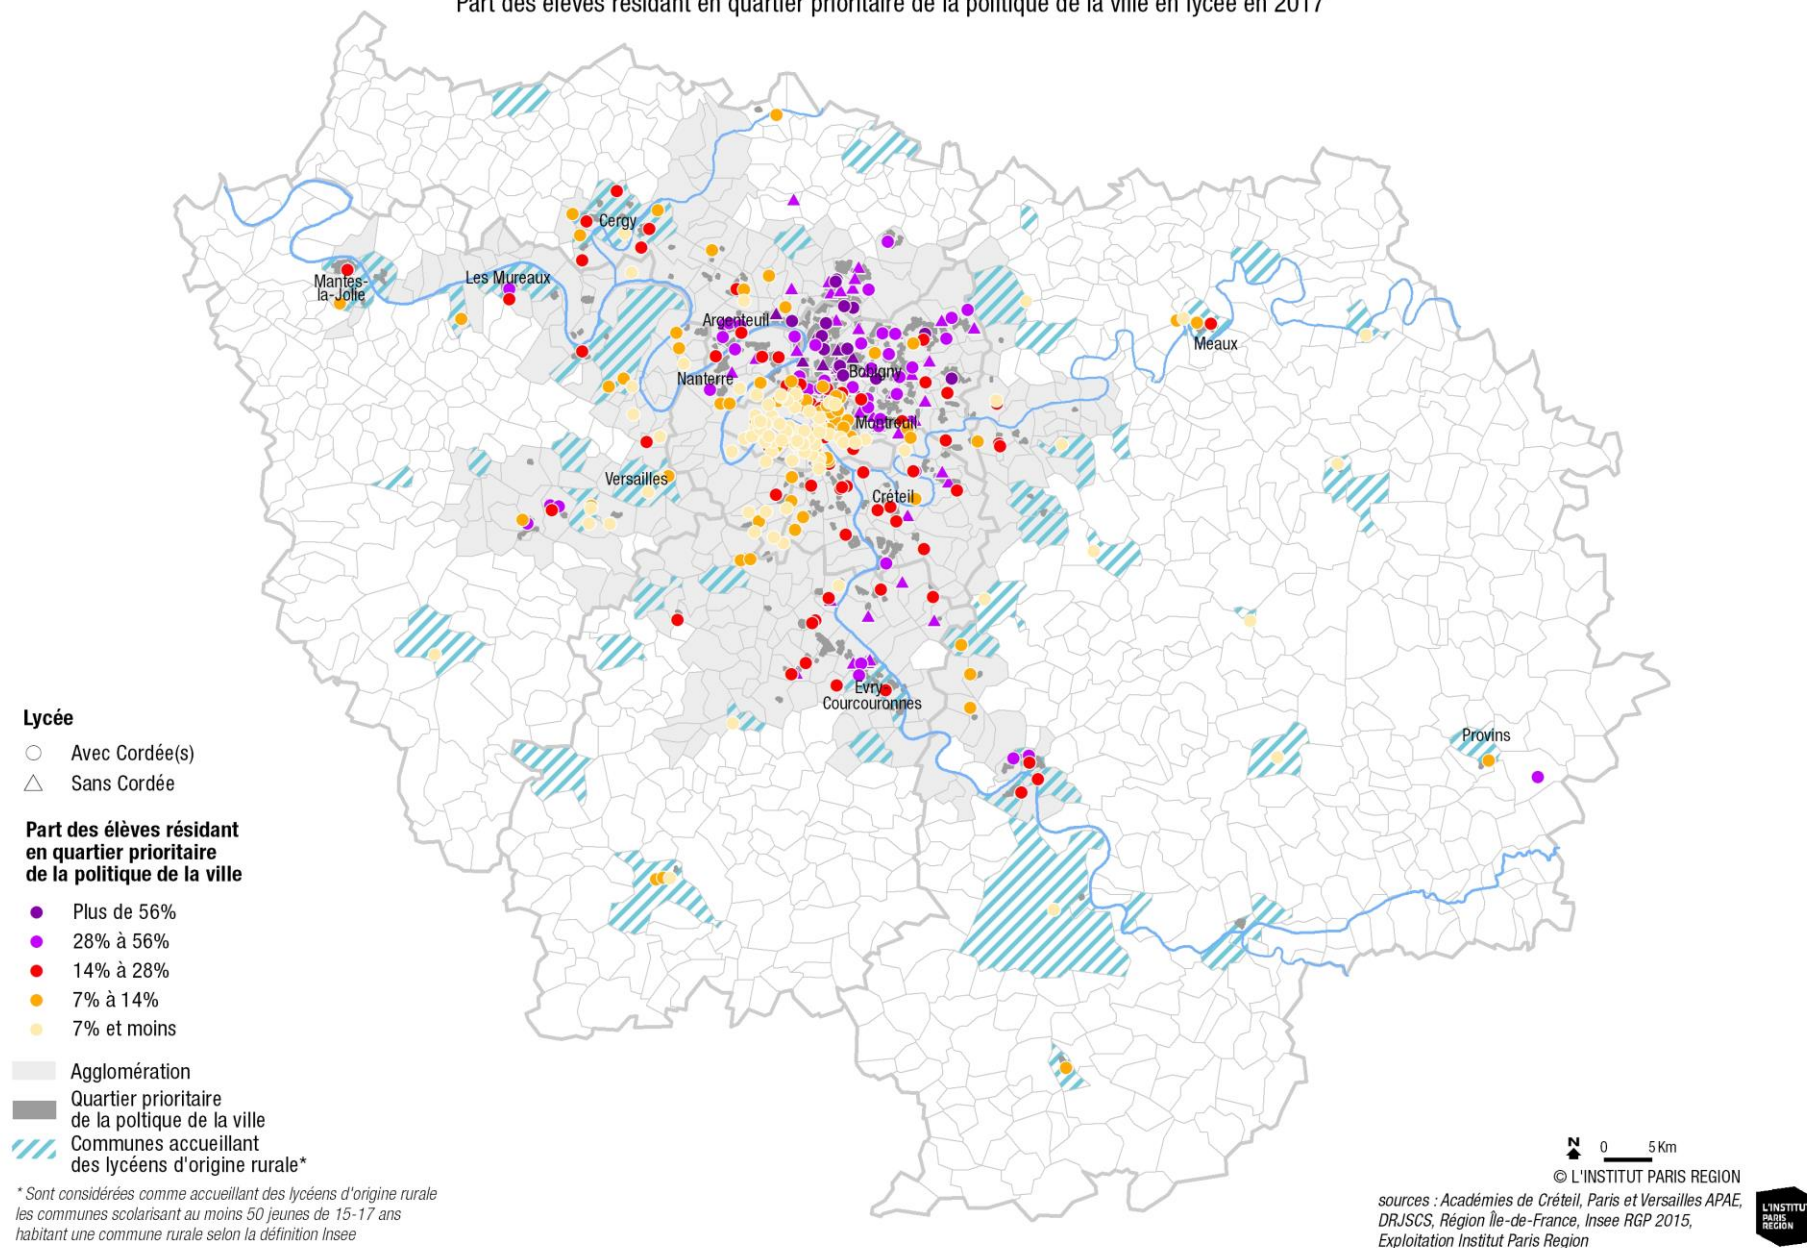 Part des élèves résidant en quartier prioritaire de la politique de la ville en lycée en 2017
Cergy
Mantes-
la-Jolie
Les Mureaux
Argenteuil
Meaux
Nanterre
Bobigny
Montreuil
Versailles
Créteil
Evry-
Courcouronnes
Provins
Lycée
Avec Cordée(s)
Sans Cordée
Part des élèves résidant
en quartier prioritaire
de la politique de la ville
Plus de 56%
28% à 56%
14% à 28%
7% à 14%
7% et moins
Agglomération
Quartier prioritaire
de la poltique de la ville
Communes accueillant
des lycéens d'origine rurale*
* Sont considérées comme accueillant des lycéens d'origine rurale
les communes scolarisant au moins 50 jeunes de 15-17 ans
habitant une commune rurale selon la définition Insee
N
0 5 Km
© L'INSTITUT PARIS REGION
sources : Académies de Créteil, Paris et Versailles APAE,
DRJSCS, Région Île-de-France, Insee RGP 2015,
Exploitation Institut Paris Region
L'INSTITUT
PARIS
REGION